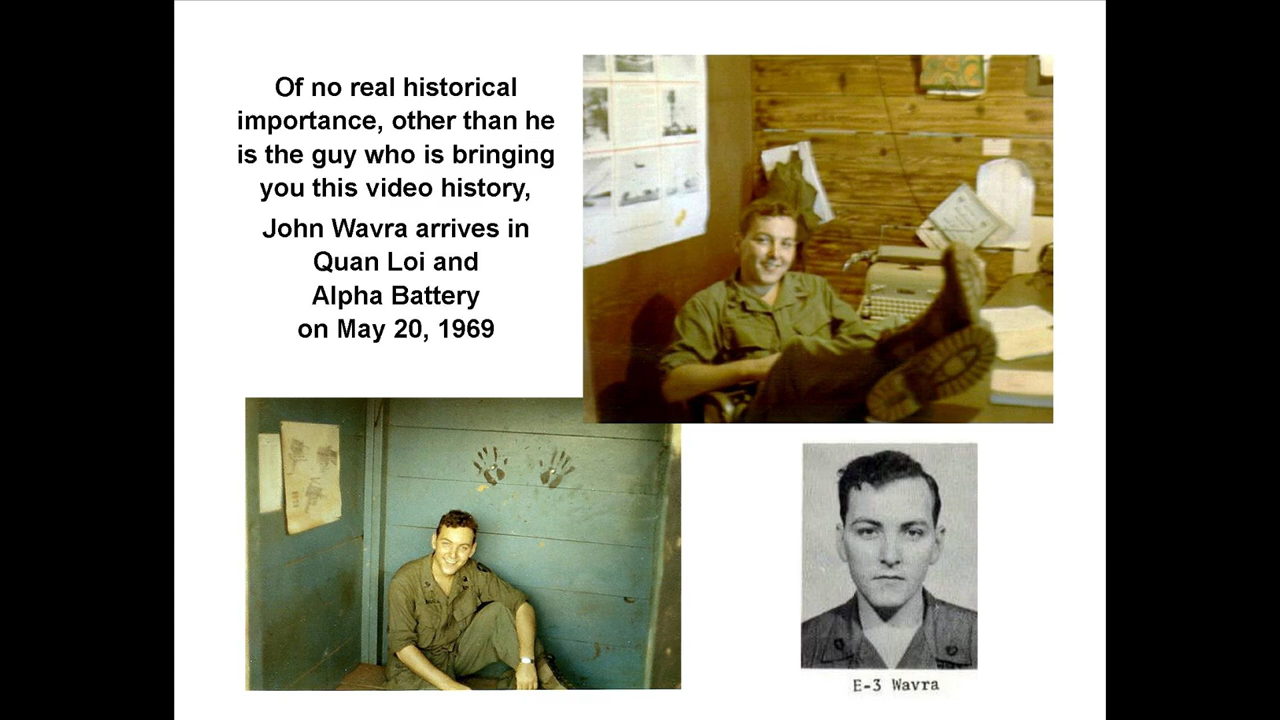 Of no real historical
importance, other than he
is the guy who is bringing
you this video history,
John Wavra arrives in
Quan Loi and
Alpha Battery
on May 20, 1969
E-3 Wavra